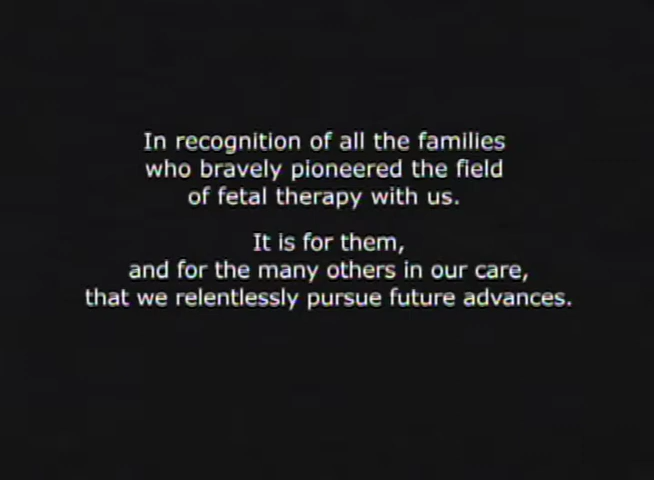 In recognition of all the families
who bravely pioneered the field
of fetal therapy with us.
It is for them,
and for the many others in our care,
that we relentlessly pursue future advances.